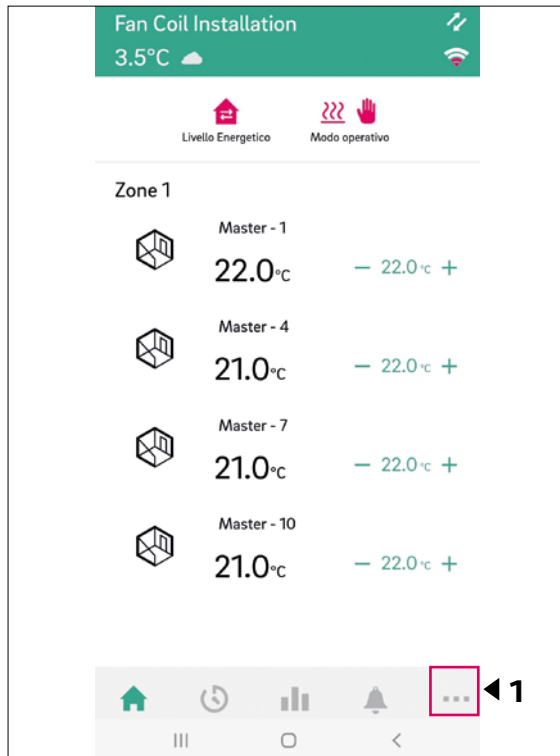 Fan Coil Installation
3.5°C
Livello Energetico Modo operativo
Zone 1
Master - 1
22.0°C − 22.0 °C +
Master - 4
21.0°C − 22.0 °C +
Master - 7
21.0°C − 22.0 °C +
Master - 10
21.0°C − 22.0 °C +
1